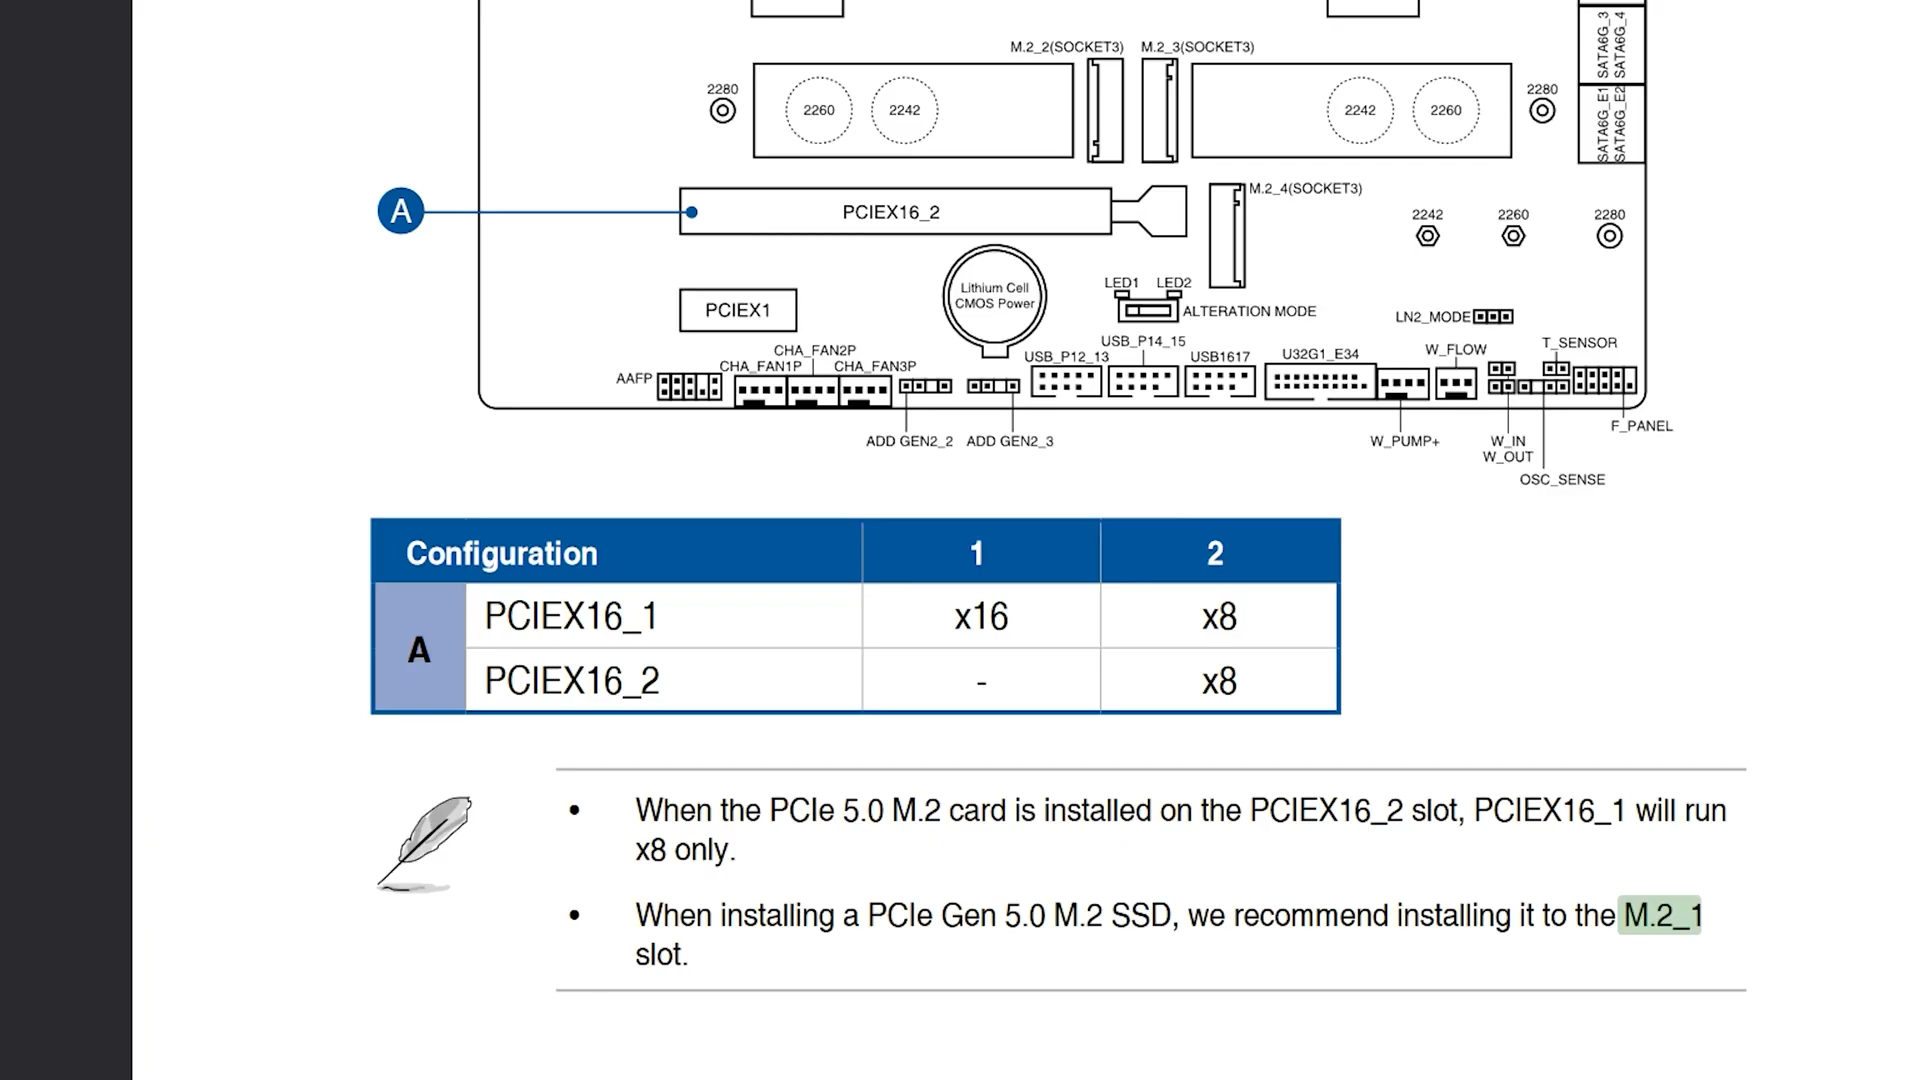 SATA6G_3
SATA6G_4
M.2_2(SOCKET3) M.2_3(SOCKET3)
2280 2260 2242 2242 2260 2280
SATA6G_E1
SATA6G_E2
A PCIEX16_2 M.2_4(SOCKET3)
2242 2260 2280
Lithium Cell
CMOS Power
LED1 LED2
PCIEX1 ALTERATION MODE LN2_MODE
USB_P14_15 T_SENSOR
CHA_FAN2P USB_P12_13 USB1617 U32G1_E34 W_FLOW
CHA_FAN1P CHA_FAN3P
AAFP
F_PANEL
ADD GEN2_2 ADD GEN2_3 W_PUMP+ W_IN
W_OUT
OSC_SENSE
Configuration 1 2
A PCIEX16_1 x16 x8
PCIEX16_2 - x8
• When the PCIe 5.0 M.2 card is installed on the PCIEX16_2 slot, PCIEX16_1 will run
x8 only.
• When installing a PCIe Gen 5.0 M.2 SSD, we recommend installing it to the M.2_1
slot.